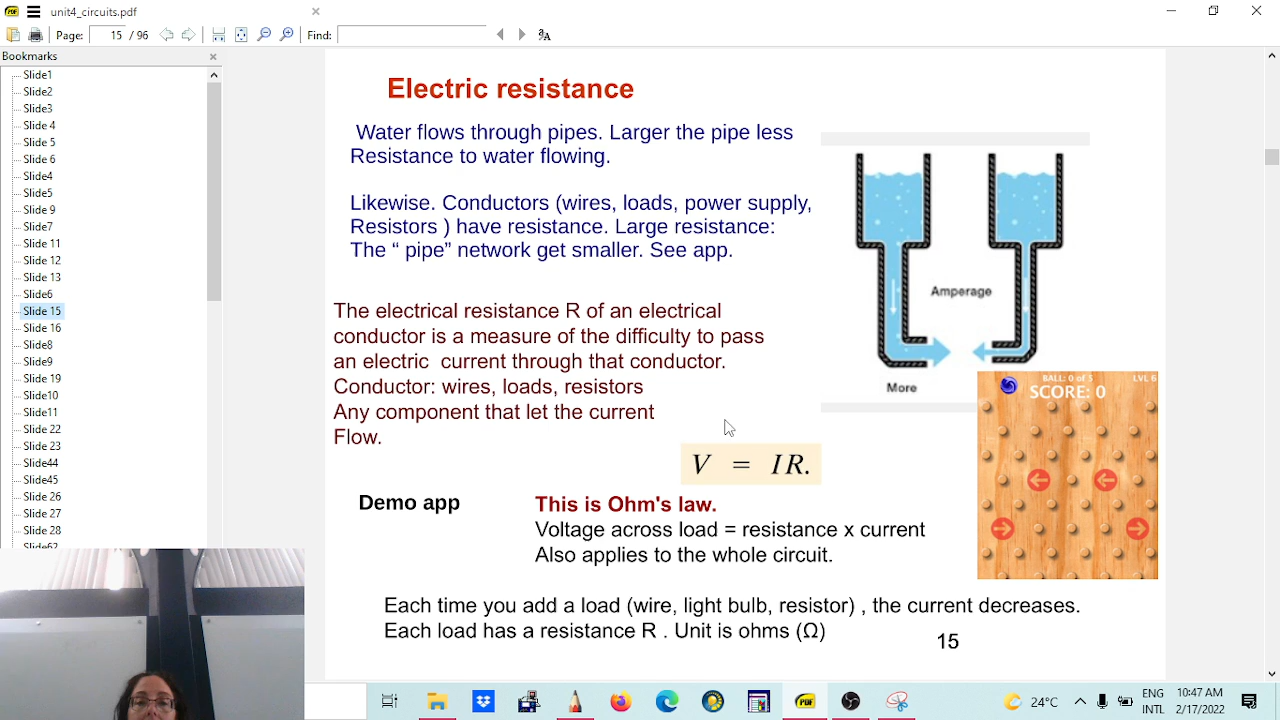 unit4_circuits.pdf
Page: 15 / 96 Find:
Bookmarks
Slide1
Slide2
Slide3
Slide 4
Slide 5
Slide 6
Slide4
Slide5
Slide 9
Slide7
Slide 11
Slide 12
Slide 13
Slide6
Slide 15
Slide 16
Slide8
Slide9
Slide 19
Slide10
Slide11
Slide 22
Slide 23
Slide44
Slide45
Slide 26
Slide 27
Slide 28
Electric resistance
Water flows through pipes. Larger the pipe less
Resistance to water flowing.
Likewise. Conductors (wires, loads, power supply,
Resistors ) have resistance. Large resistance:
The “ pipe” network get smaller. See app.
The electrical resistance R of an electrical
conductor is a measure of the difficulty to pass
an electric current through that conductor.
Conductor: wires, loads, resistors
Any component that let the current
Flow.
Amperage
More
BALL: 0 of 5 LVL 6
SCORE: 0
V = IR.
Demo app
This is Ohm's law.
Voltage across load = resistance x current
Also applies to the whole circuit.
Each time you add a load (wire, light bulb, resistor) , the current decreases.
Each load has a resistance R . Unit is ohms (Ω)
15
PDF
24°C
ENG
INTL
10:47 AM
2/17/2022